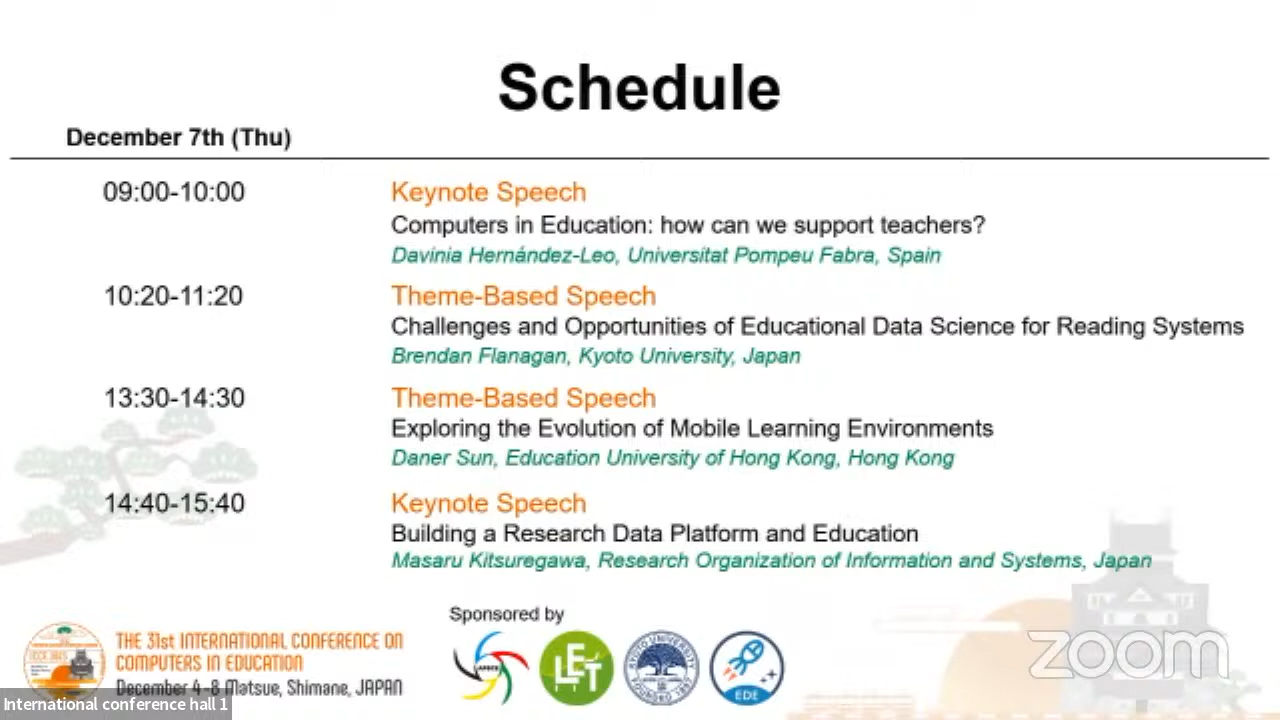 Schedule
December 7th (Thu)
09:00-10:00
Keynote Speech
Computers in Education: how can we support teachers?
Davinia Hernández-Leo, Universitat Pompeu Fabra, Spain
10:20-11:20
Theme-Based Speech
Challenges and Opportunities of Educational Data Science for Reading Systems
Brendan Flanagan, Kyoto University, Japan
13:30-14:30
Theme-Based Speech
Exploring the Evolution of Mobile Learning Environments
Daner Sun, Education University of Hong Kong, Hong Kong
14:40-15:40
Keynote Speech
Building a Research Data Platform and Education
Masaru Kitsuregawa, Research Organization of Information and Systems, Japan
Sponsored by
THE 31st INTERNATIONAL CONFERENCE ON
COMPUTERS IN EDUCATION
December 4-8 Matsue, Shimane, JAPAN
LET
KYOTO UNIVERSITY
FOUNDED 1897
EDE
zoom
International conference hall 1